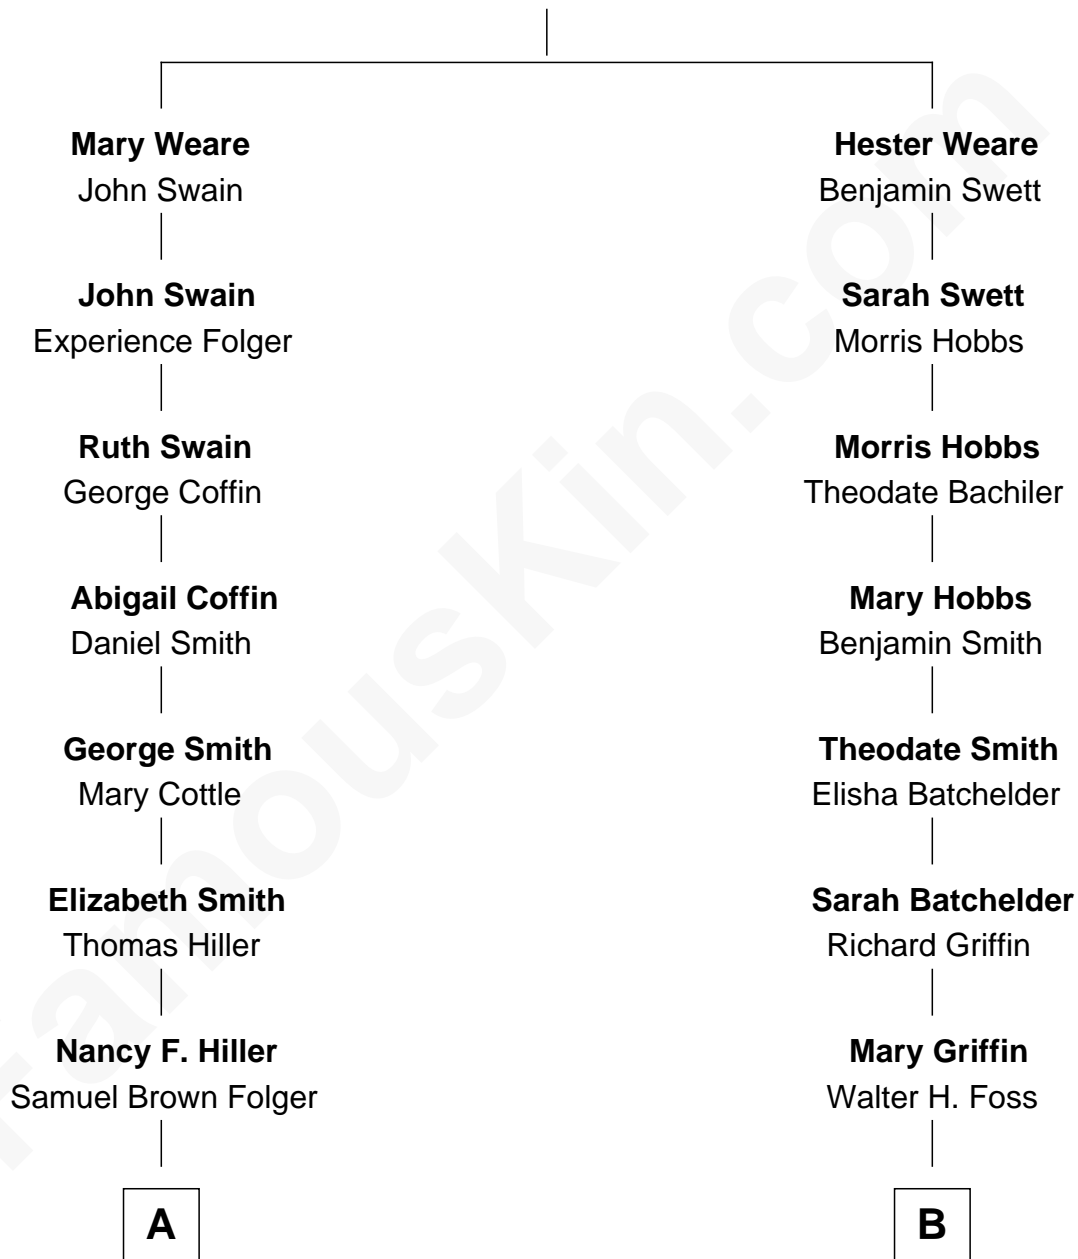 Mary Weare
John Swain
John Swain
Experience Folger
Ruth Swain
George Coffin
Abigail Coffin
Daniel Smith
George Smith
Mary Cottle
Elizabeth Smith
Thomas Hiller
Nancy F. Hiller
Samuel Brown Folger
A
Hester Weare
Benjamin Swett
Sarah Swett
Morris Hobbs
Morris Hobbs
Theodate Bachiler
Mary Hobbs
Benjamin Smith
Theodate Smith
Elisha Batchelder
Sarah Batchelder
Richard Griffin
Mary Griffin
Walter H. Foss
B
FamousKin.com